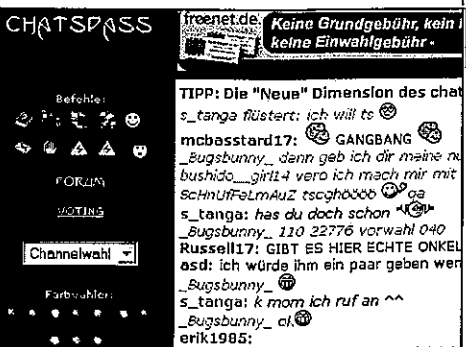 CHATSPASS
freenet.de
Keine Grundgebühr, kein
keine Einwahlgebühr -
Befehle:
FORUM
VOTING
Channelwahl
Farbwähler:
TIPP: Die "Neue" Dimension des chat
s_tanga flüstert: ich will ts
mcbasstard17: GANGBANG
_Bugsbunny_ dann geb ich dir meine nu
bushido__girl14 vero ich mach mir mit
ScHnUfFeLmAuZ tscghöööö ga
s_tanga: has du doch schon
_Bugsbunny_ 110 22776 vorwahl 040
Russell17: GIBT ES HIER ECHTE ONKEL
asd: ich würde ihm ein paar geben wen
_Bugsbunny_
s_tanga: k mom ich ruf an ^^
_Bugsbunny_ ok
erik1985: